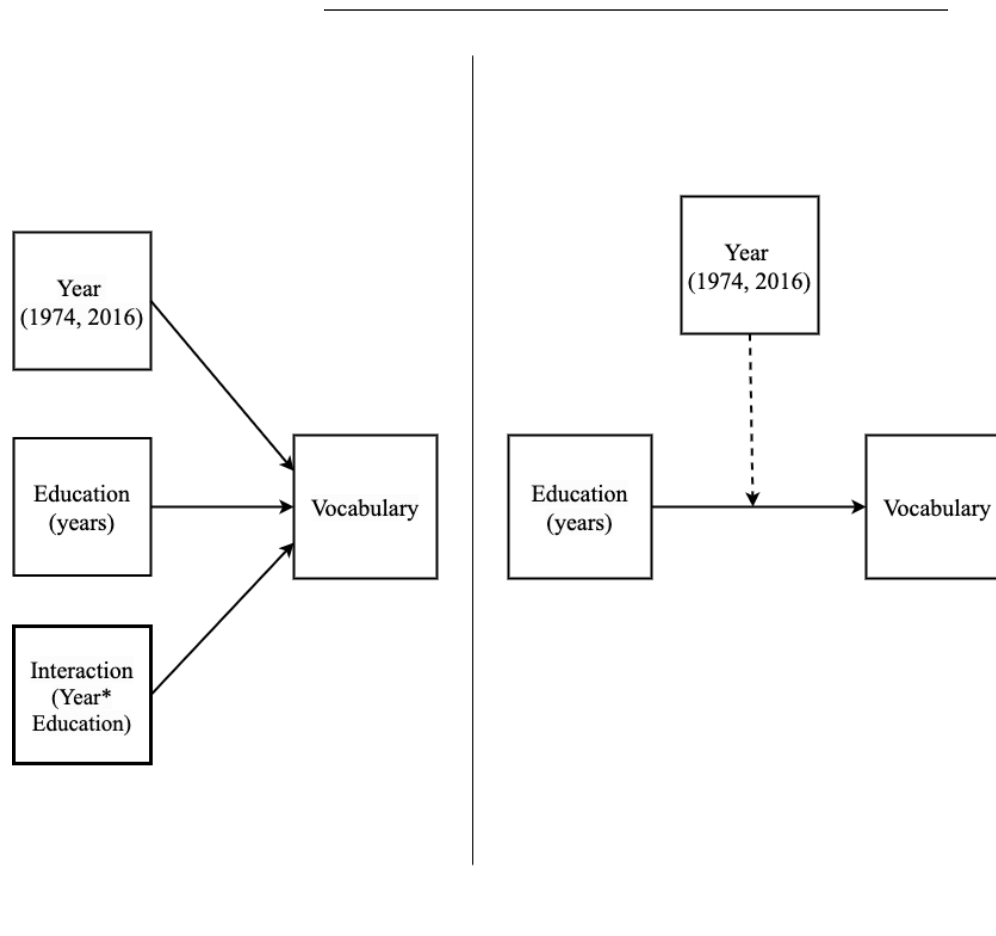 Year
(1974, 2016)
Education
(years)
Interaction
(Year*
Education)
Vocabulary
Year
(1974, 2016)
Education
(years)
Vocabulary